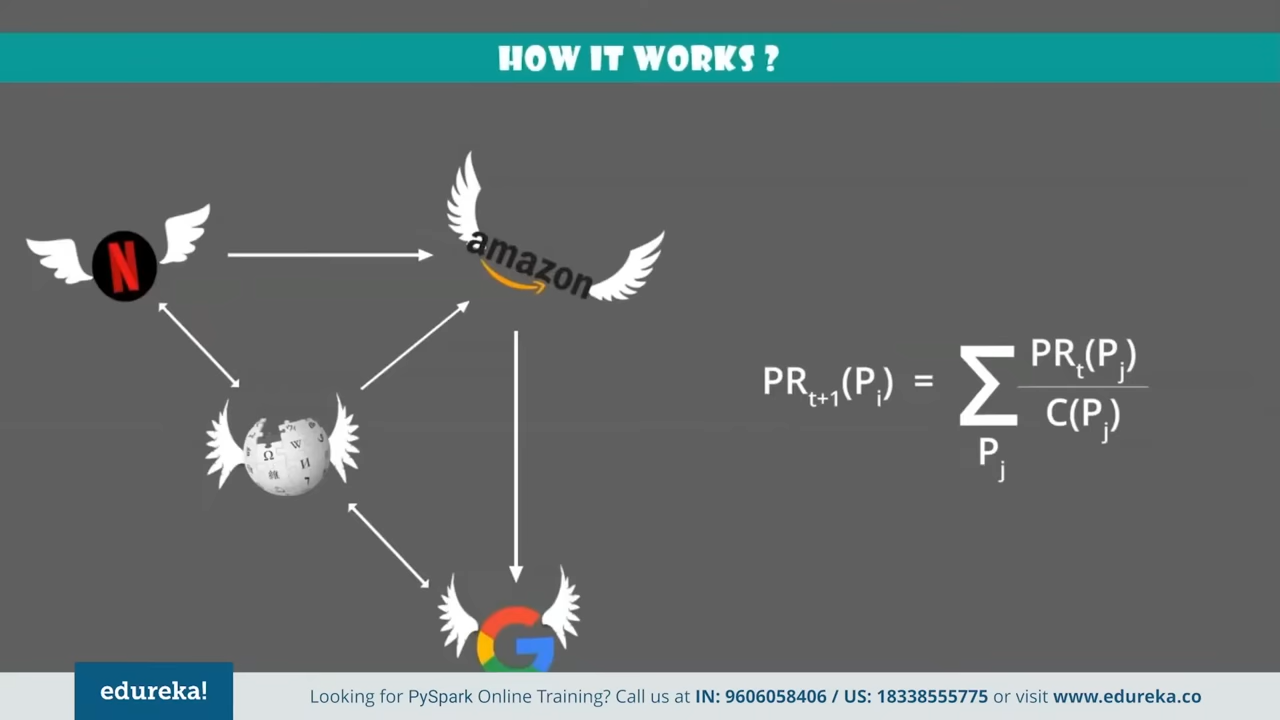 HOW IT WORKS ?
N
amazon
Ω W И 7
PRt+1(Pi) = ∑Pj PRt(Pj) / C(Pj)
G
edureka!
Looking for PySpark Online Training? Call us at IN: 9606058406 / US: 18338555775 or visit www.edureka.co